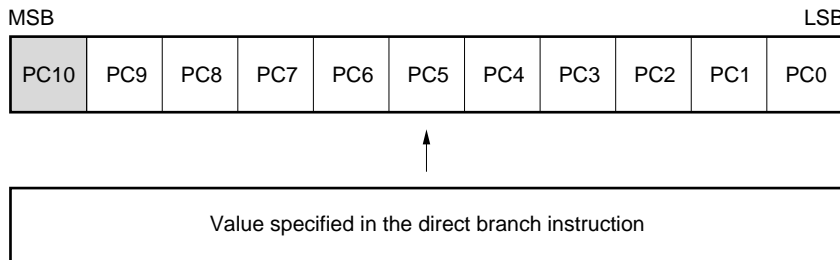 MSB LSB
PC10 PC9 PC8 PC7 PC6 PC5 PC4 PC3 PC2 PC1 PC0
Value specified in the direct branch instruction